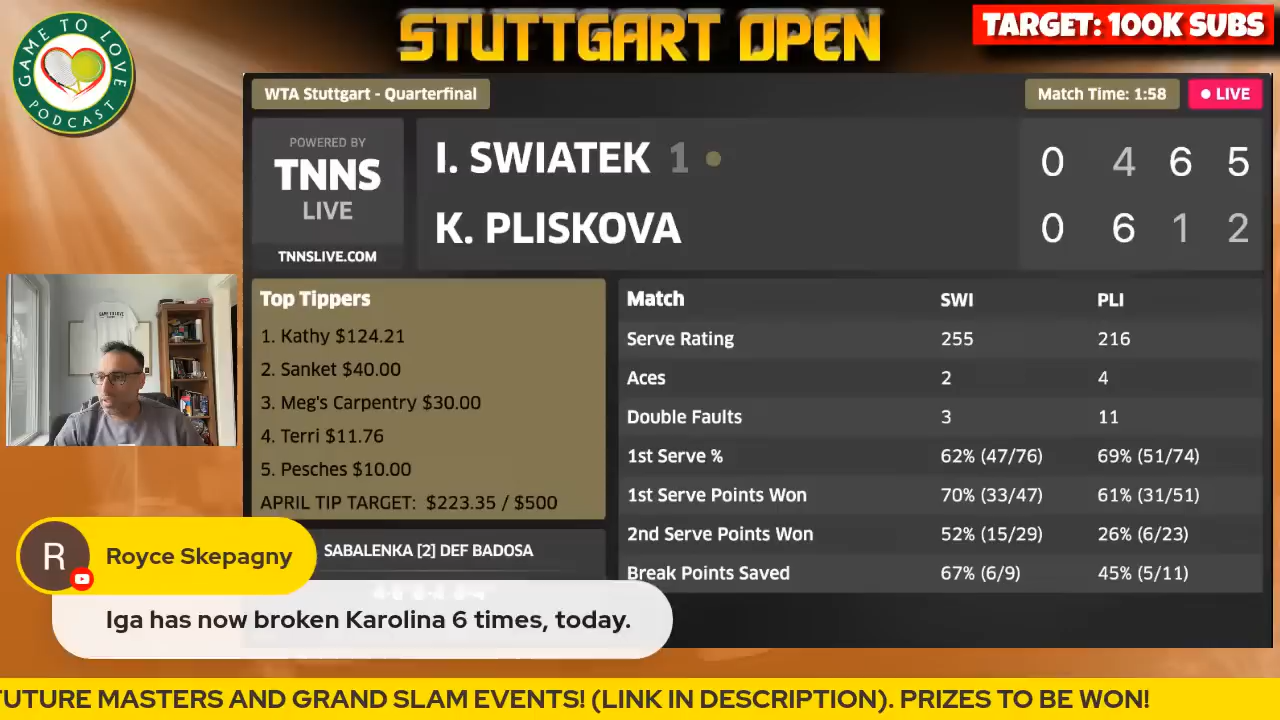 GAME TO LOVE PODCAST
STUTTGART OPEN
TARGET: 100K SUBS
WTA Stuttgart - Quarterfinal
Match Time: 1:58
LIVE
POWERED BY
TNNS
LIVE
TNNSLIVE.COM
I. SWIATEK 1 0 4 6 5
K. PLISKOVA 0 6 1 2
Top Tippers
1. Kathy $124.21
2. Sanket $40.00
3. Meg's Carpentry $30.00
4. Terri $11.76
5. Pesches $10.00
APRIL TIP TARGET: $223.35 / $500
SABALENKA [2] DEF BADOSA
Match SWI PLI
Serve Rating 255 216
Aces 2 4
Double Faults 3 11
1st Serve % 62% (47/76) 69% (51/74)
1st Serve Points Won 70% (33/47) 61% (31/51)
2nd Serve Points Won 52% (15/29) 26% (6/23)
Break Points Saved 67% (6/9) 45% (5/11)
R
Royce Skepagny
Iga has now broken Karolina 6 times, today.
FUTURE MASTERS AND GRAND SLAM EVENTS! (LINK IN DESCRIPTION). PRIZES TO BE WON!